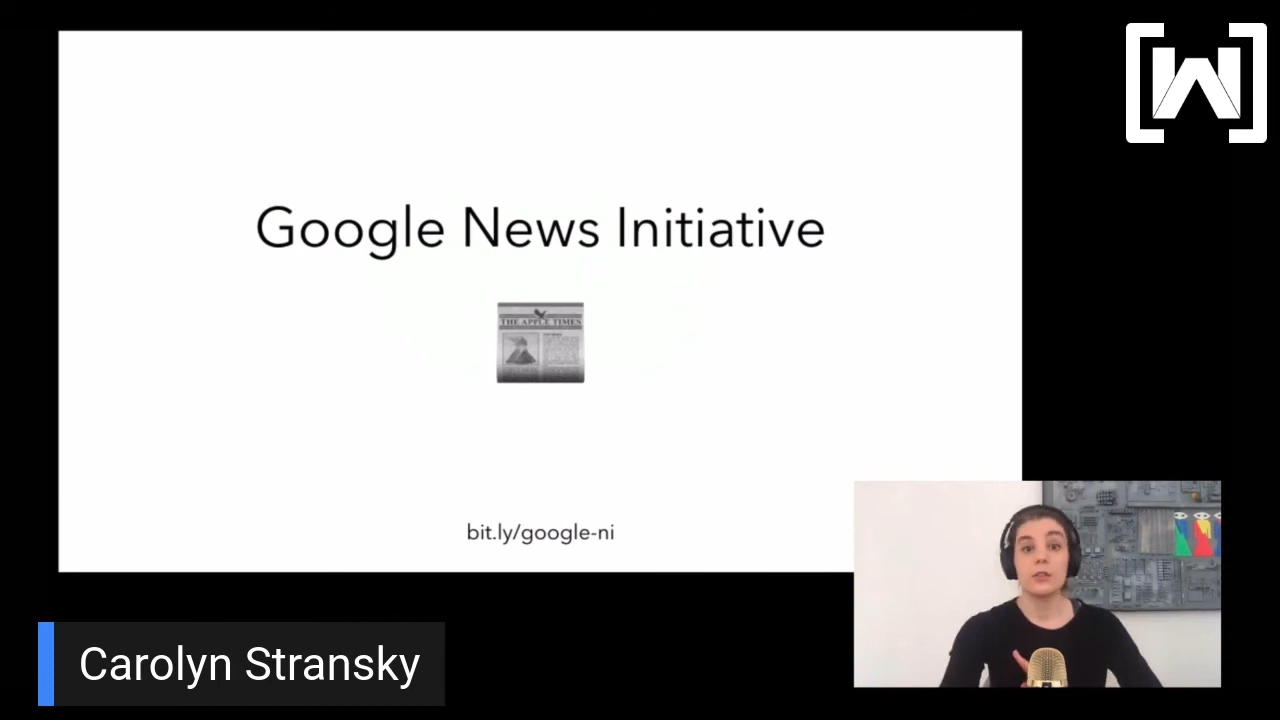 Google News Initiative
THE APPLE TIMES
bit.ly/google-ni
Carolyn Stransky
[W]